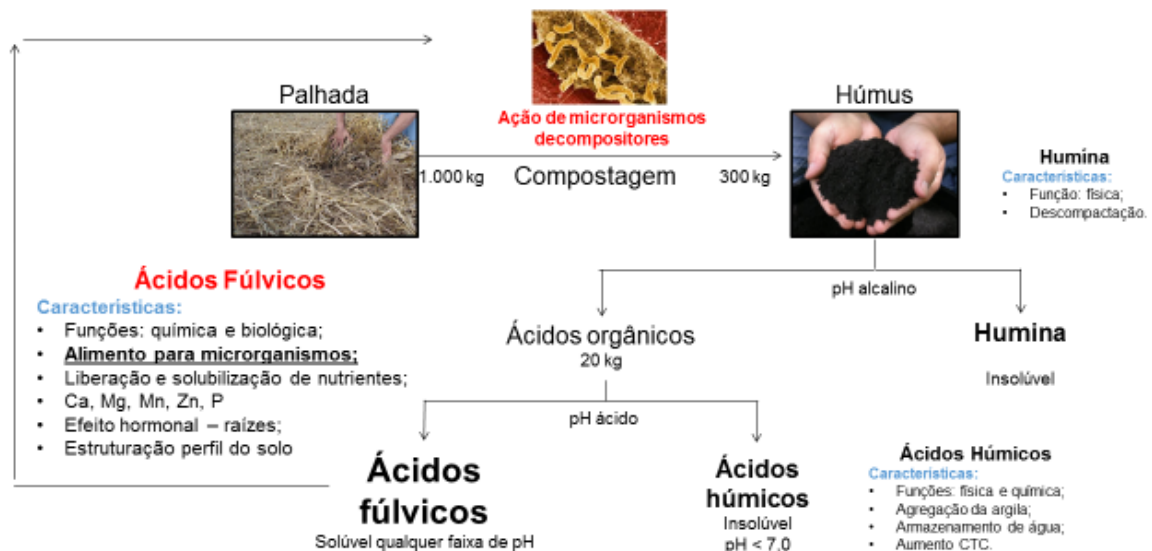 Palhada
Ação de microrganismos
decompositores
Húmus
1.000 kg
Compostagem
300 kg
Humina
Características:
• Função: física;
• Descompactação.
Ácidos Fúlvicos
Características:
• Funções: química e biológica;
• Alimento para microrganismos;
• Liberação e solubilização de nutrientes;
• Ca, Mg, Mn, Zn, P
• Efeito hormonal – raízes;
• Estruturação perfil do solo
pH alcalino
Ácidos orgânicos
20 kg
Humina
Insolúvel
pH ácido
Ácidos
fúlvicos
Solúvel qualquer faixa de pH
Ácidos
húmicos
Insolúvel
pH < 7.0
Ácidos Húmicos
Características:
• Funções: física e química;
• Agregação da argila;
• Armazenamento de água;
• Aumento CTC.